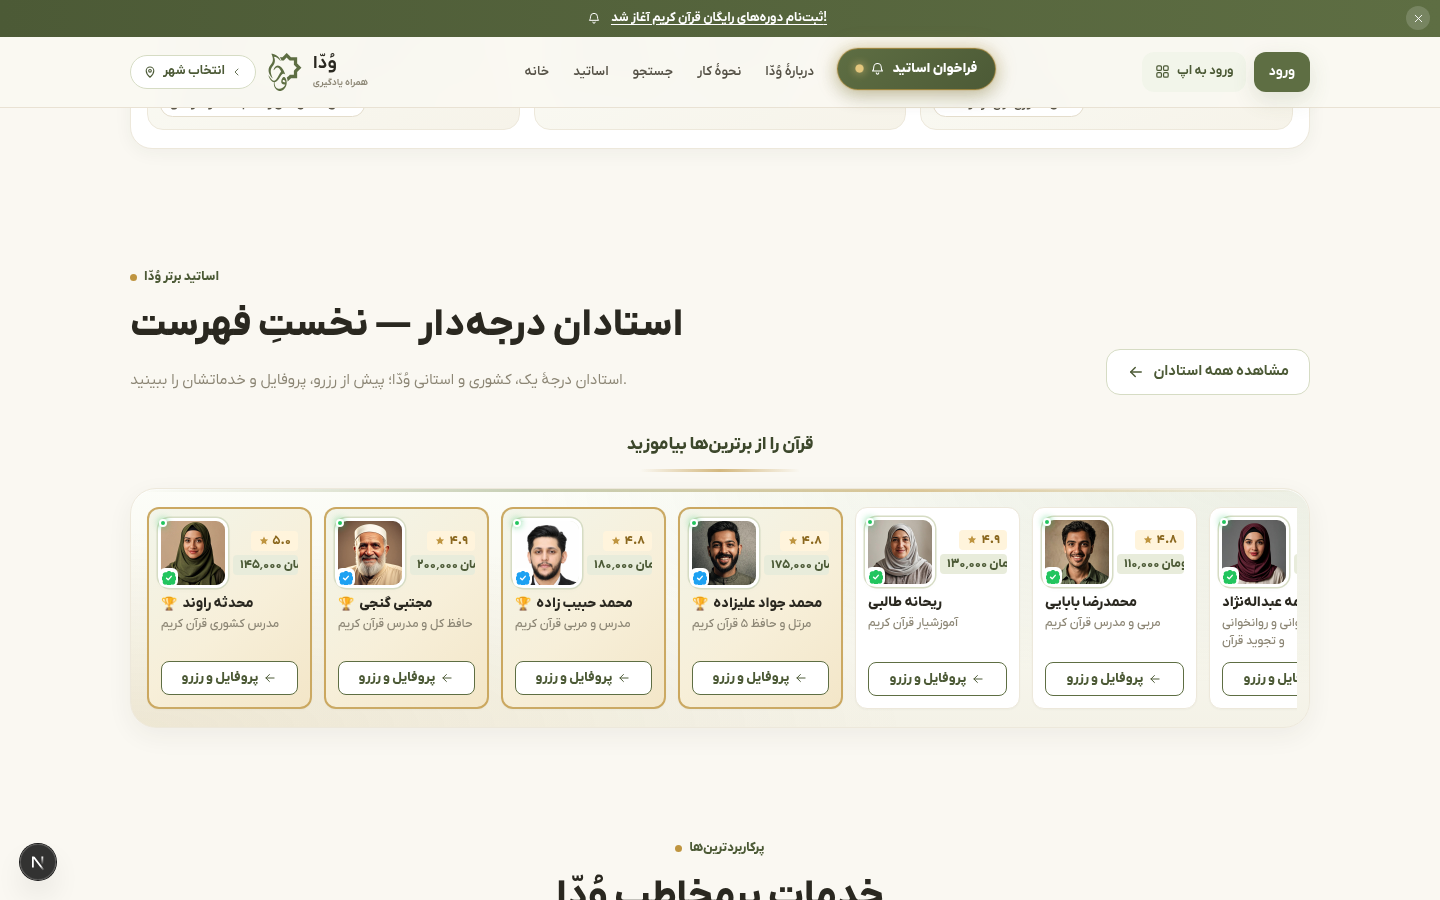 ثبت‌نام دوره‌های رایگان قرآن کریم آغاز شد!
ورود
ورود به اپ
فراخوان اساتید
دربارهٔ وُدّا
نحوهٔ کار
جستجو
اساتید
خانه
وُدّا
همراه یادگیری
انتخاب شهر
اساتید برتر وُدّا
استادان درجه‌دار — نخستِ فهرست
استادان درجهٔ یک، کشوری و استانی وُدّا؛ پیش از رزرو، پروفایل و خدماتشان را ببینید.
مشاهده همه استادان
قرآن را از برترین‌ها بیاموزید
۵.۰
۱۴۵,۰۰۰
محدثه راوند
مدرس کشوری قرآن کریم
پروفایل و رزرو
۴.۹
۲۰۰,۰۰۰
مجتبی گنجی
حافظ کل و مدرس قرآن کریم
پروفایل و رزرو
۴.۸
۱۸۰,۰۰۰
محمد حبیب زاده
مدرس و مربی قرآن کریم
پروفایل و رزرو
۴.۸
۱۷۵,۰۰۰
محمد جواد علیزاده
مرتل و حافظ ۵ قرآن کریم
پروفایل و رزرو
۴.۹
۱۳۰,۰۰۰
ریحانه طالبی
آموزشیار قرآن کریم
پروفایل و رزرو
۴.۸
۱۱۰,۰۰۰
محمدرضا بابایی
مربی و مدرس قرآن کریم
پروفایل و رزرو
عبداله‌نژاد
و روانخوانی
و تجوید قرآن
و رزرو
پرکاربردترین‌ها
خدمات پرمخاطب وُدّا